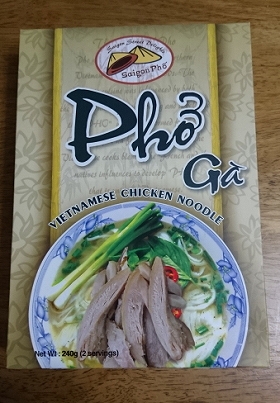 Saigon Street Delights
Saigon Phở
Phở
Gà
VIETNAMESE CHICKEN NOODLE
Net Wt : 240g (2 servings)